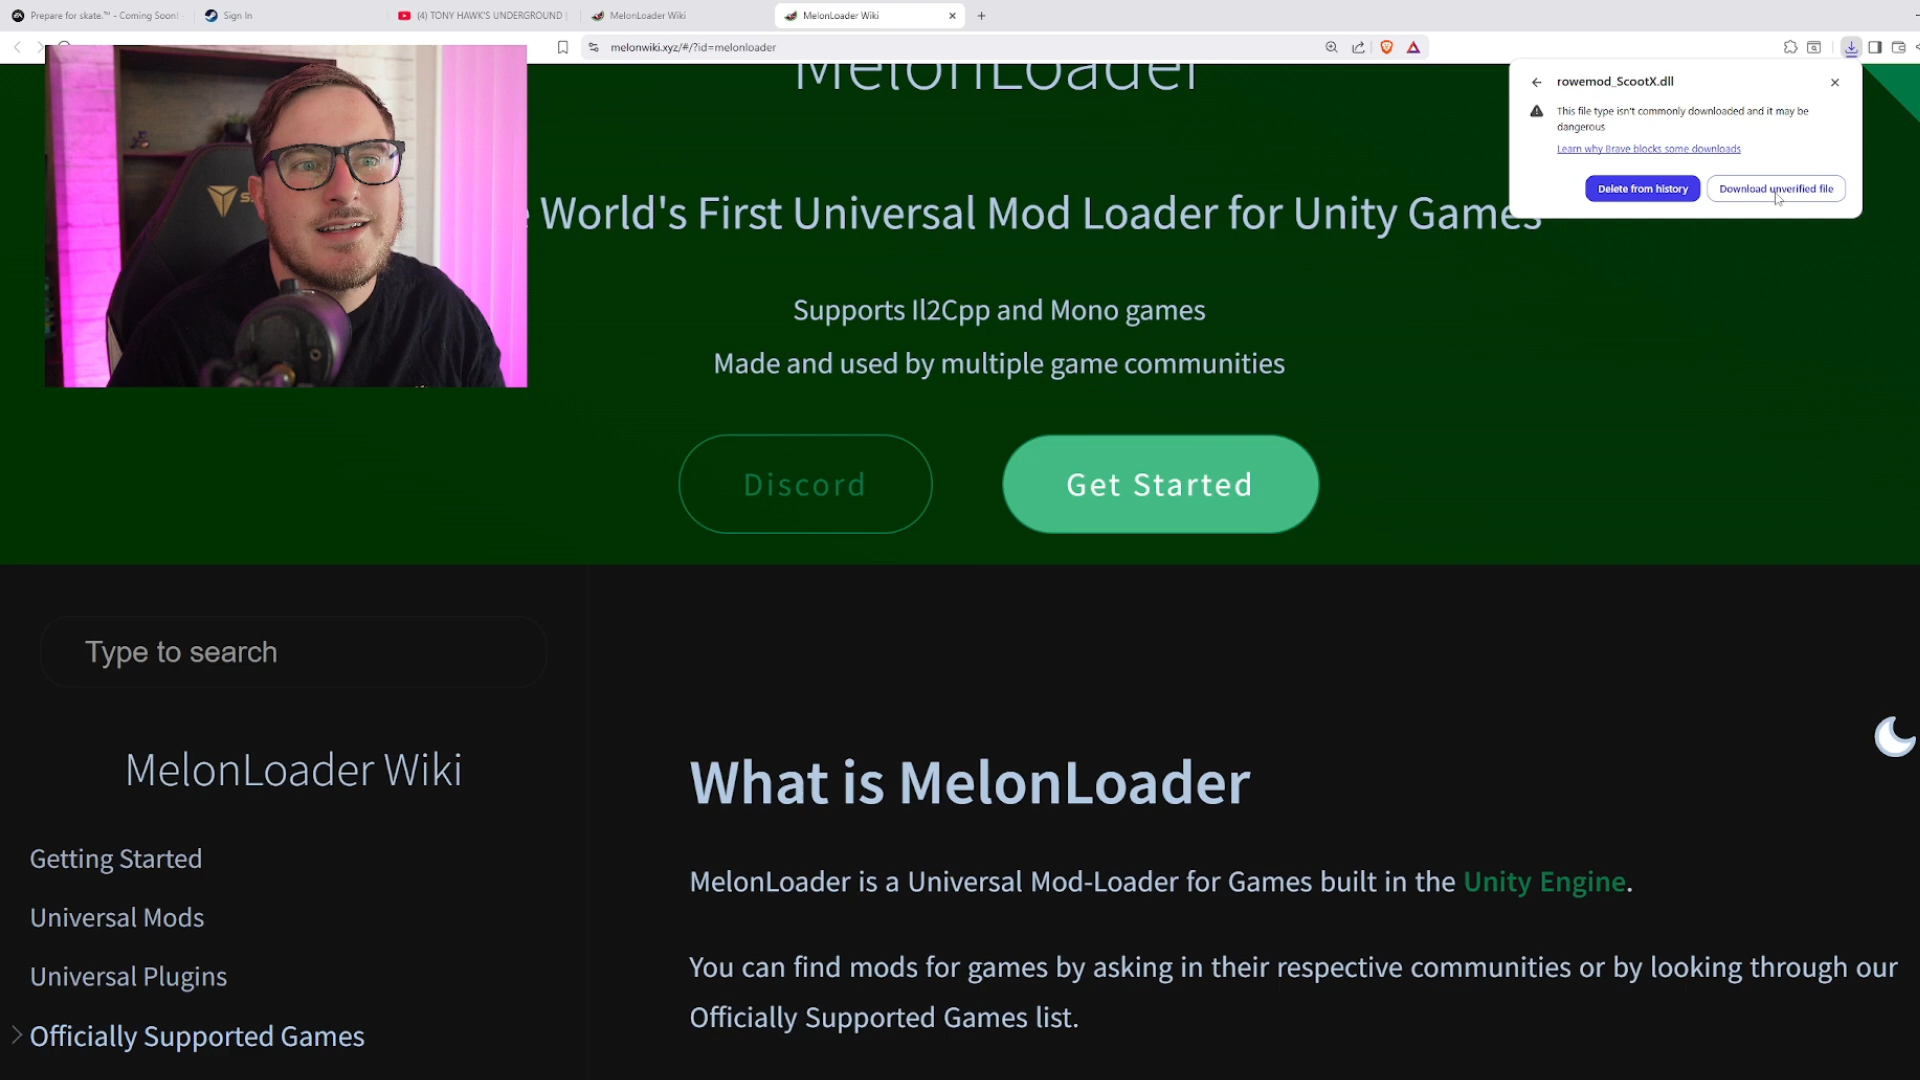 Prepare for skate.™ - Coming Soon!
Sign In
(4) TONY HAWK'S UNDERGROUND |
MelonLoader Wiki
MelonLoader Wiki
melonwiki.xyz/#/?id=melonloader
rowemod_ScootX.dll
This file type isn't commonly downloaded and it may be
dangerous
Learn why Brave blocks some downloads
Delete from history
Download unverified file
MelonLoader
World's First Universal Mod Loader for Unity Games
Supports Il2Cpp and Mono games
Made and used by multiple game communities
Discord
Get Started
Type to search
MelonLoader Wiki
Getting Started
Universal Mods
Universal Plugins
Officially Supported Games
What is MelonLoader
MelonLoader is a Universal Mod-Loader for Games built in the Unity Engine.
You can find mods for games by asking in their respective communities or by looking through our
Officially Supported Games list.